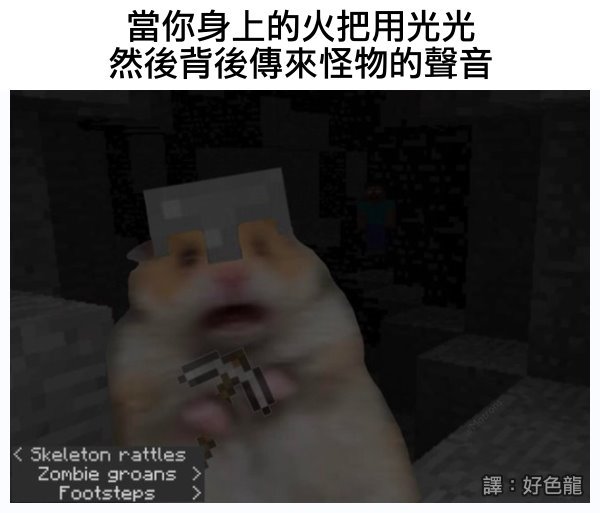 當你身上的火把用光光
然後背後傳來怪物的聲音
< Skeleton rattles
Zombie groans >
Footsteps >
譯：好色龍